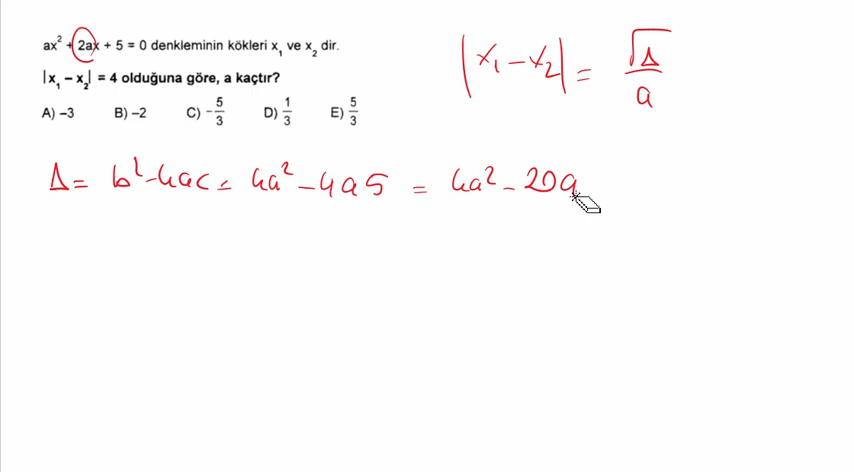 ax² + 2ax + 5 = 0 denkleminin kökleri x₁ ve x₂ dir.
|x₁ – x₂| = 4 olduğuna göre, a kaçtır?
A) –3 B) –2 C) –5/3 D) 1/3 E) 5/3
|x₁ – x₂| = √Δ/a
Δ = b² – 4ac = 4a² – 4a5 = 4a² – 20a